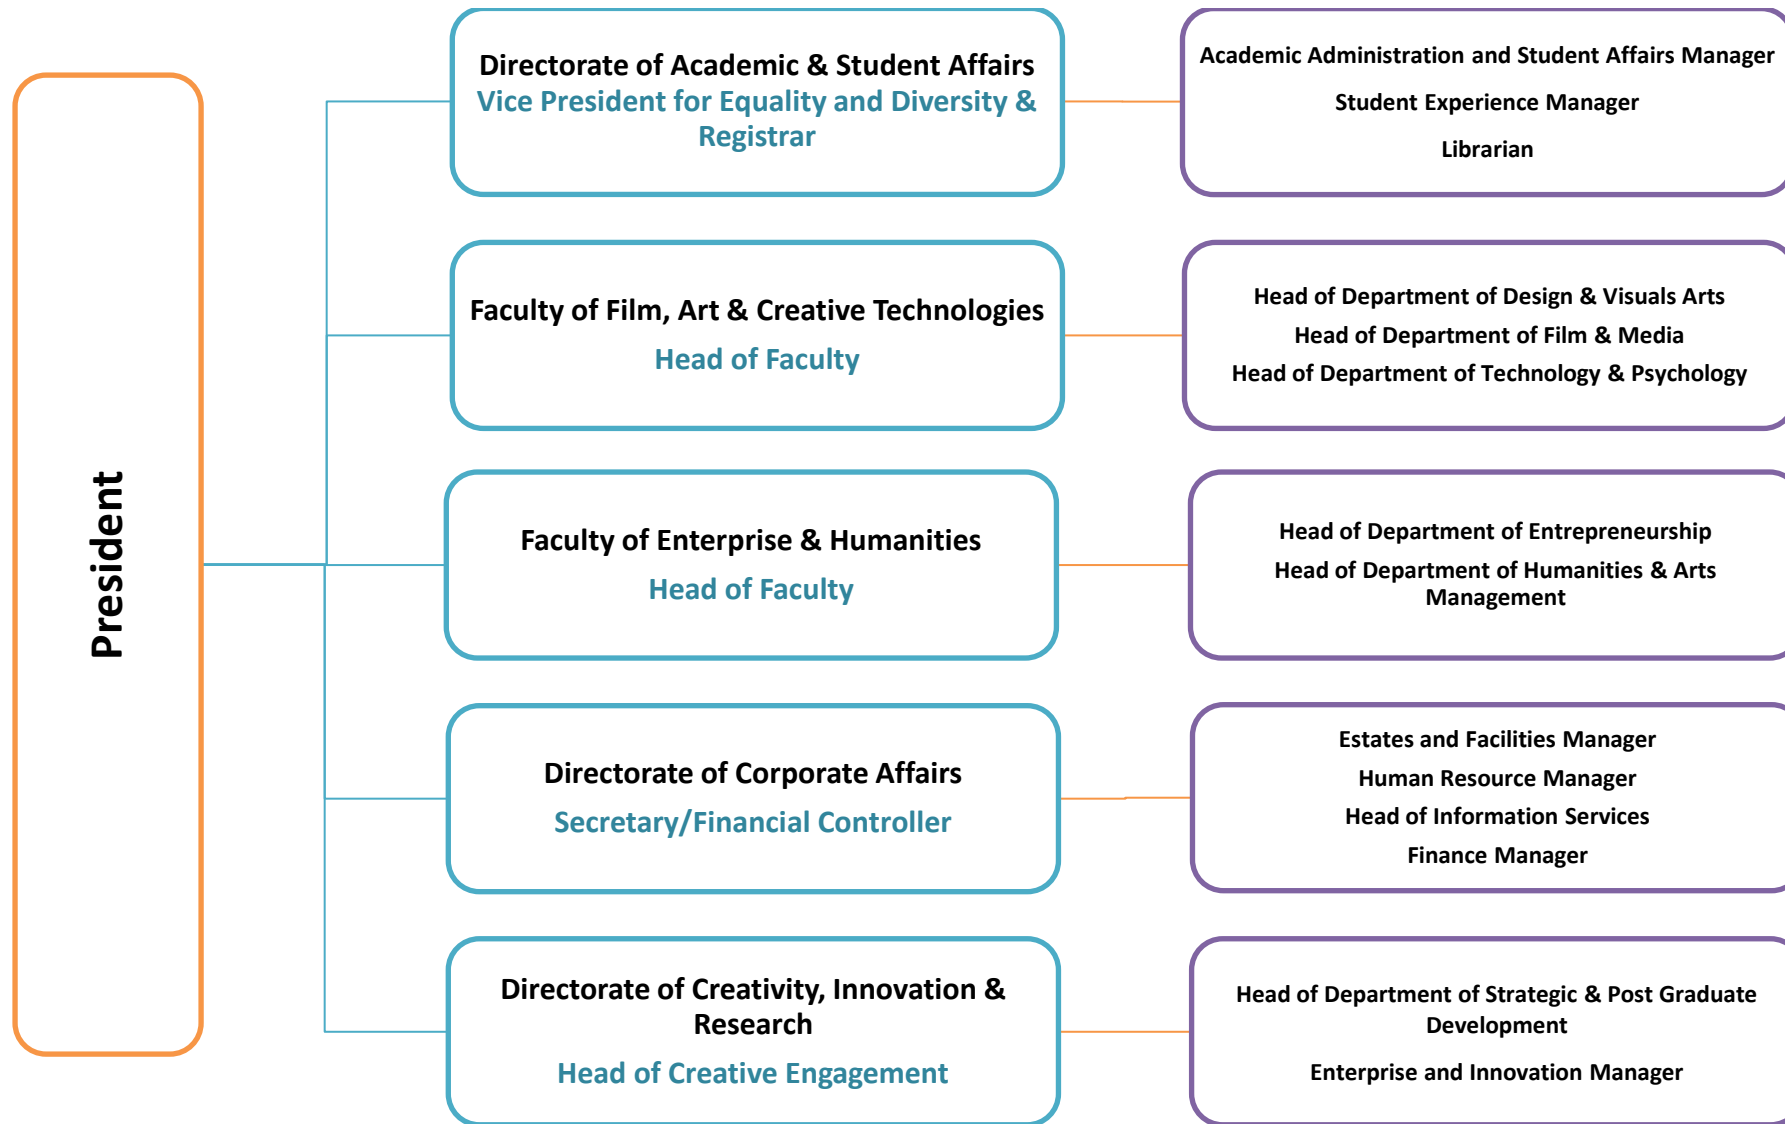 President
Directorate of Academic & Student Affairs
Vice President for Equality and Diversity &
Registrar
Academic Administration and Student Affairs Manager
Student Experience Manager
Librarian
Faculty of Film, Art & Creative Technologies
Head of Faculty
Head of Department of Design & Visuals Arts
Head of Department of Film & Media
Head of Department of Technology & Psychology
Faculty of Enterprise & Humanities
Head of Faculty
Head of Department of Entrepreneurship
Head of Department of Humanities & Arts
Management
Directorate of Corporate Affairs
Secretary/Financial Controller
Estates and Facilities Manager
Human Resource Manager
Head of Information Services
Finance Manager
Directorate of Creativity, Innovation &
Research
Head of Creative Engagement
Head of Department of Strategic & Post Graduate
Development
Enterprise and Innovation Manager